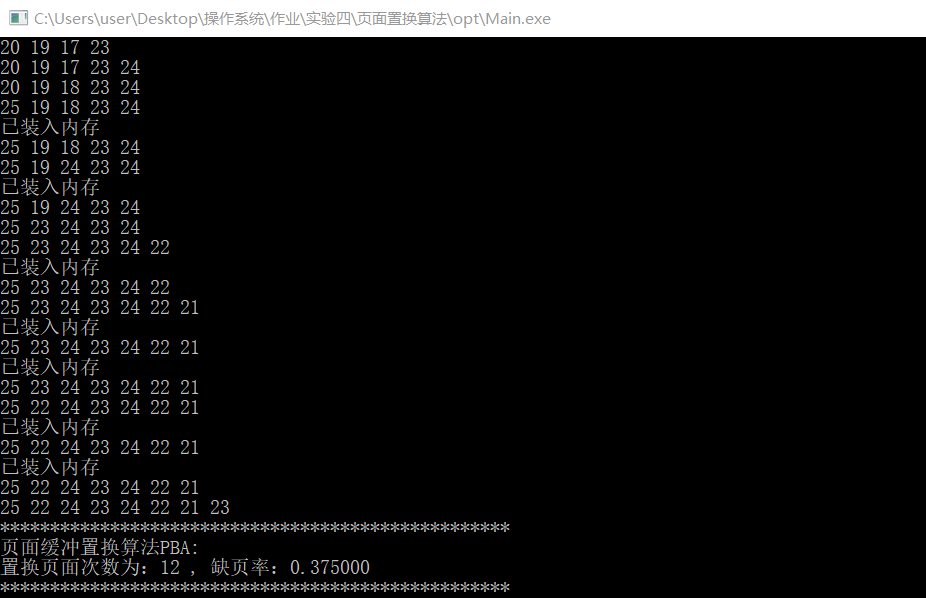 C:\Users\user\Desktop\操作系统\作业\实验四\页面置换算法\opt\Main.exe
20 19 17 23
20 19 17 23 24
20 19 18 23 24
25 19 18 23 24
已装入内存
25 19 18 23 24
25 19 24 23 24
已装入内存
25 19 24 23 24
25 23 24 23 24
25 23 24 23 24 22
已装入内存
25 23 24 23 24 22
25 23 24 23 24 22 21
已装入内存
25 23 24 23 24 22 21
已装入内存
25 23 24 23 24 22 21
25 22 24 23 24 22 21
已装入内存
25 22 24 23 24 22 21
已装入内存
25 22 24 23 24 22 21
25 22 24 23 24 22 21 23
***************************************************
页面缓冲置换算法PBA:
置换页面次数为: 12 , 缺页率: 0.375000
***************************************************